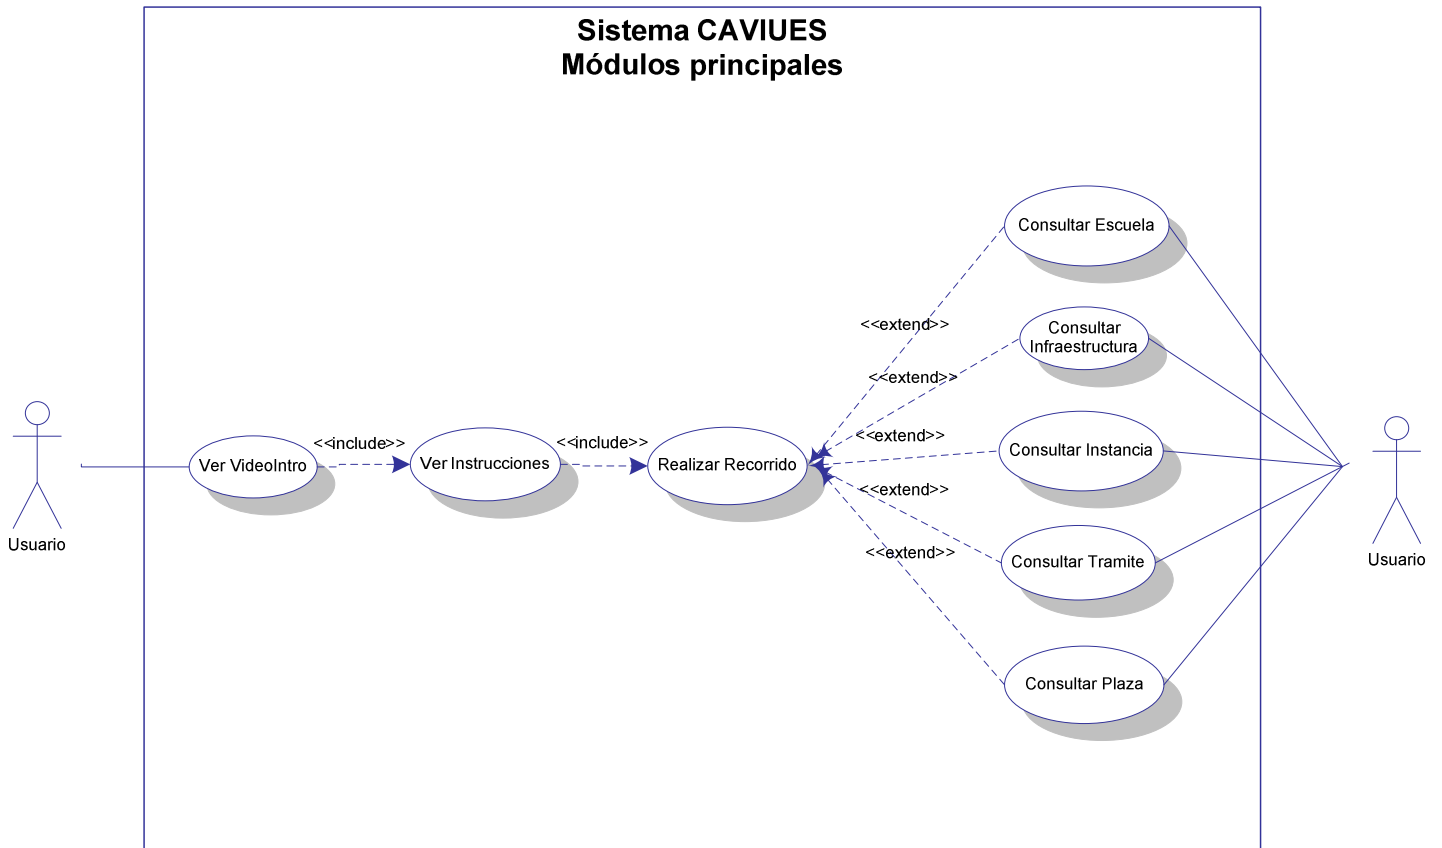 Sistema CAVIUES
Módulos principales
Consultar Escuela
<<extend>>
Consultar
Infraestructura
<<extend>>
<<include>>
<<include>>
<<extend>>
Consultar Instancia
Ver VideoIntro
Ver Instrucciones
Realizar Recorrido
<<extend>>
Usuario
<<extend>>
Consultar Tramite
Usuario
Consultar Plaza